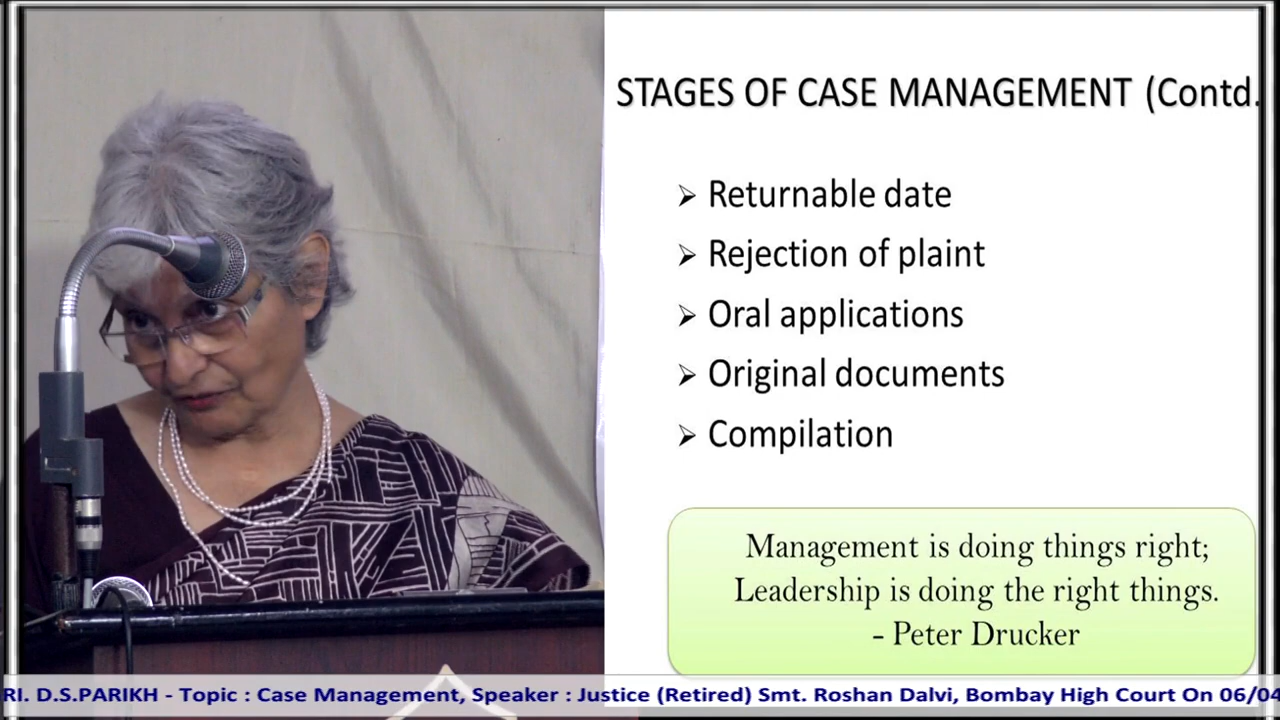 STAGES OF CASE MANAGEMENT (Contd.
Returnable date
Rejection of plaint
Oral applications
Original documents
Compilation
Management is doing things right;
Leadership is doing the right things.
- Peter Drucker
RI. D.S.PARIKH - Topic : Case Management, Speaker : Justice (Retired) Smt. Roshan Dalvi, Bombay High Court On 06/04